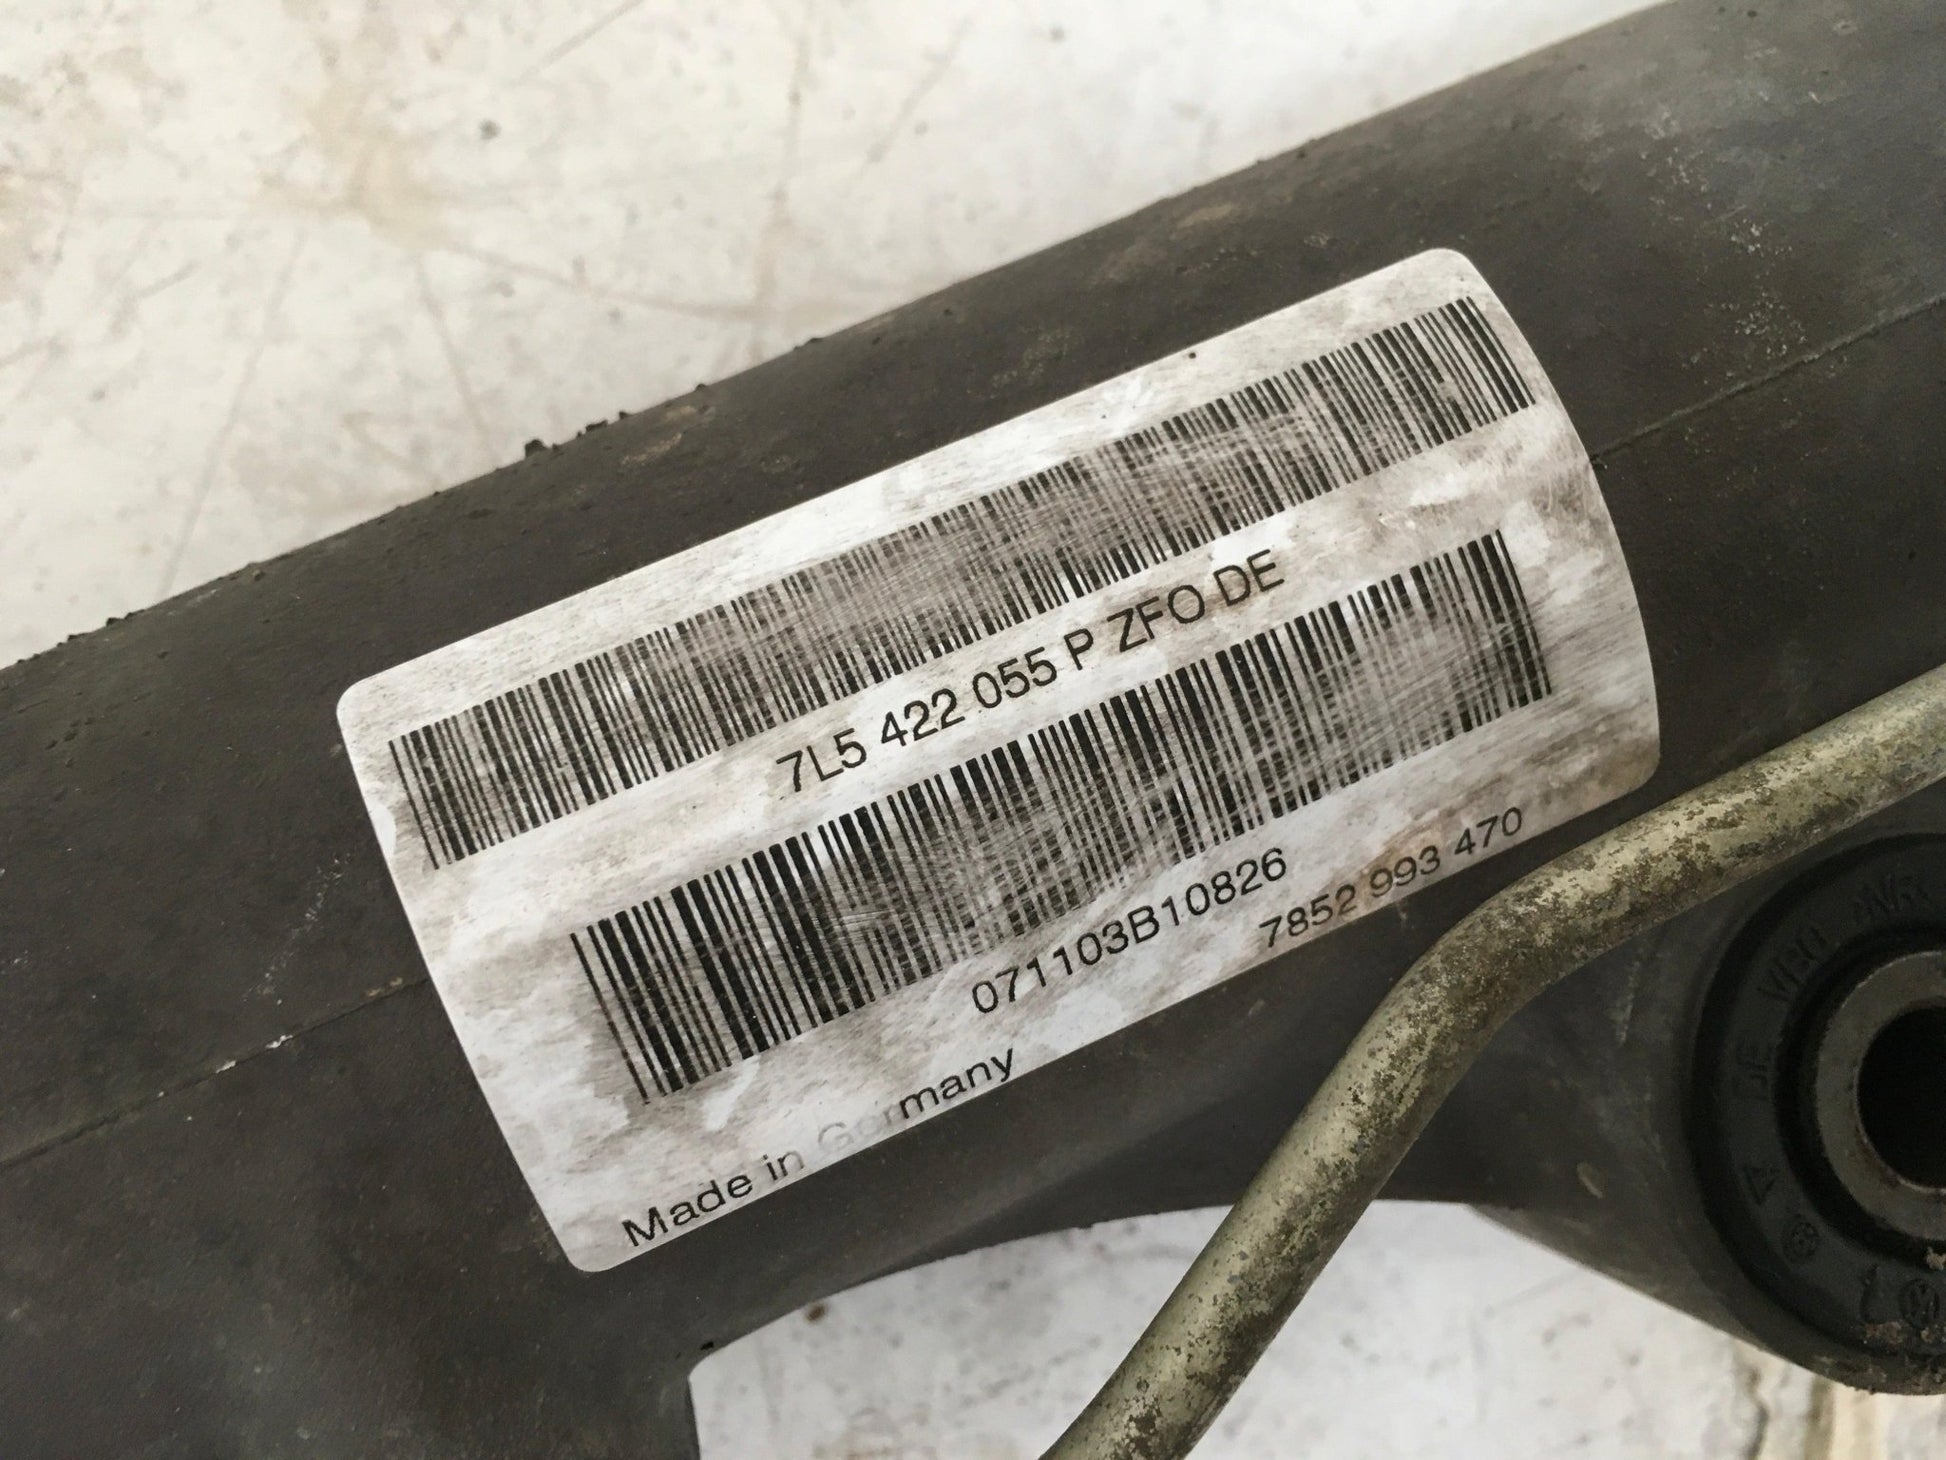 7L5 422 055 P ZFO DE
071103B10826
7852 993 470
Made in Germany